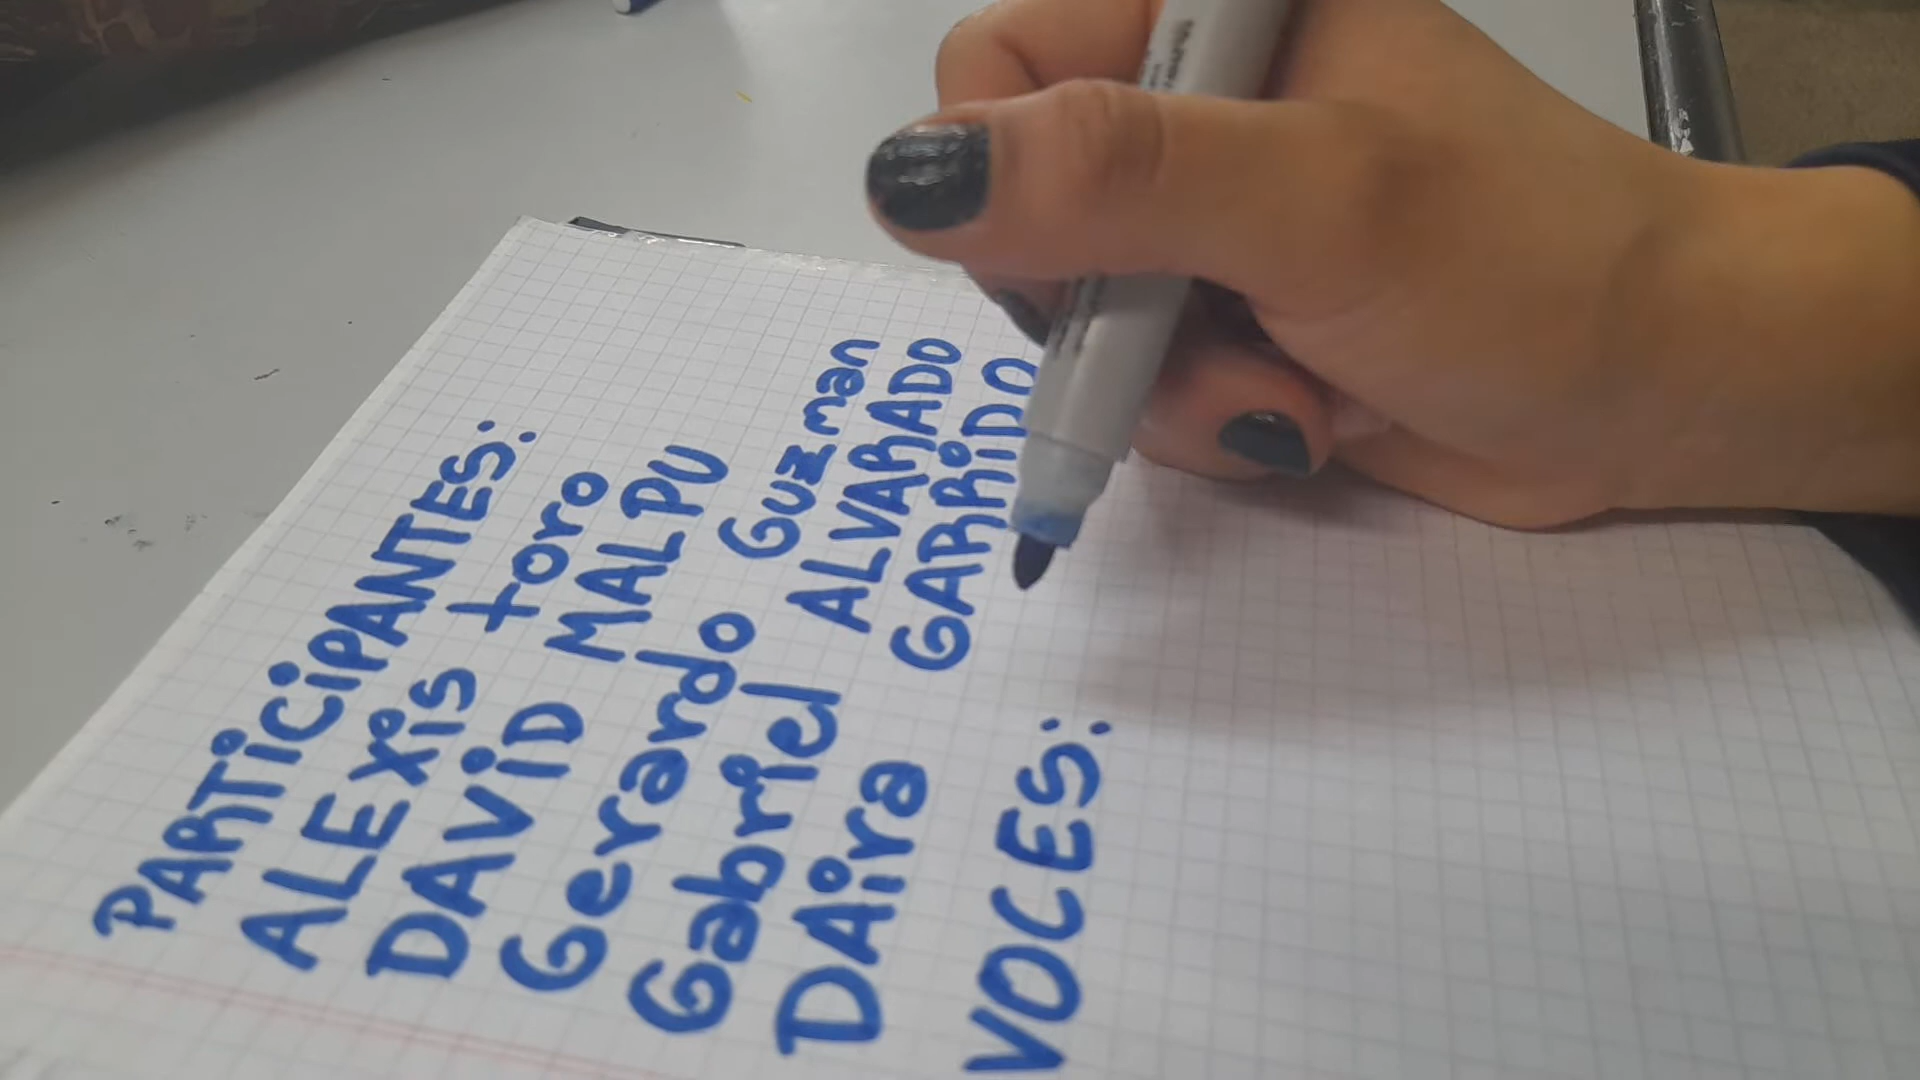 PARTICIPANTES:
ALEXis toro
DAViD MALPU
Gerardo Guzman
Gabriel ALVARADO
DAira GARRiDO
VOCES: